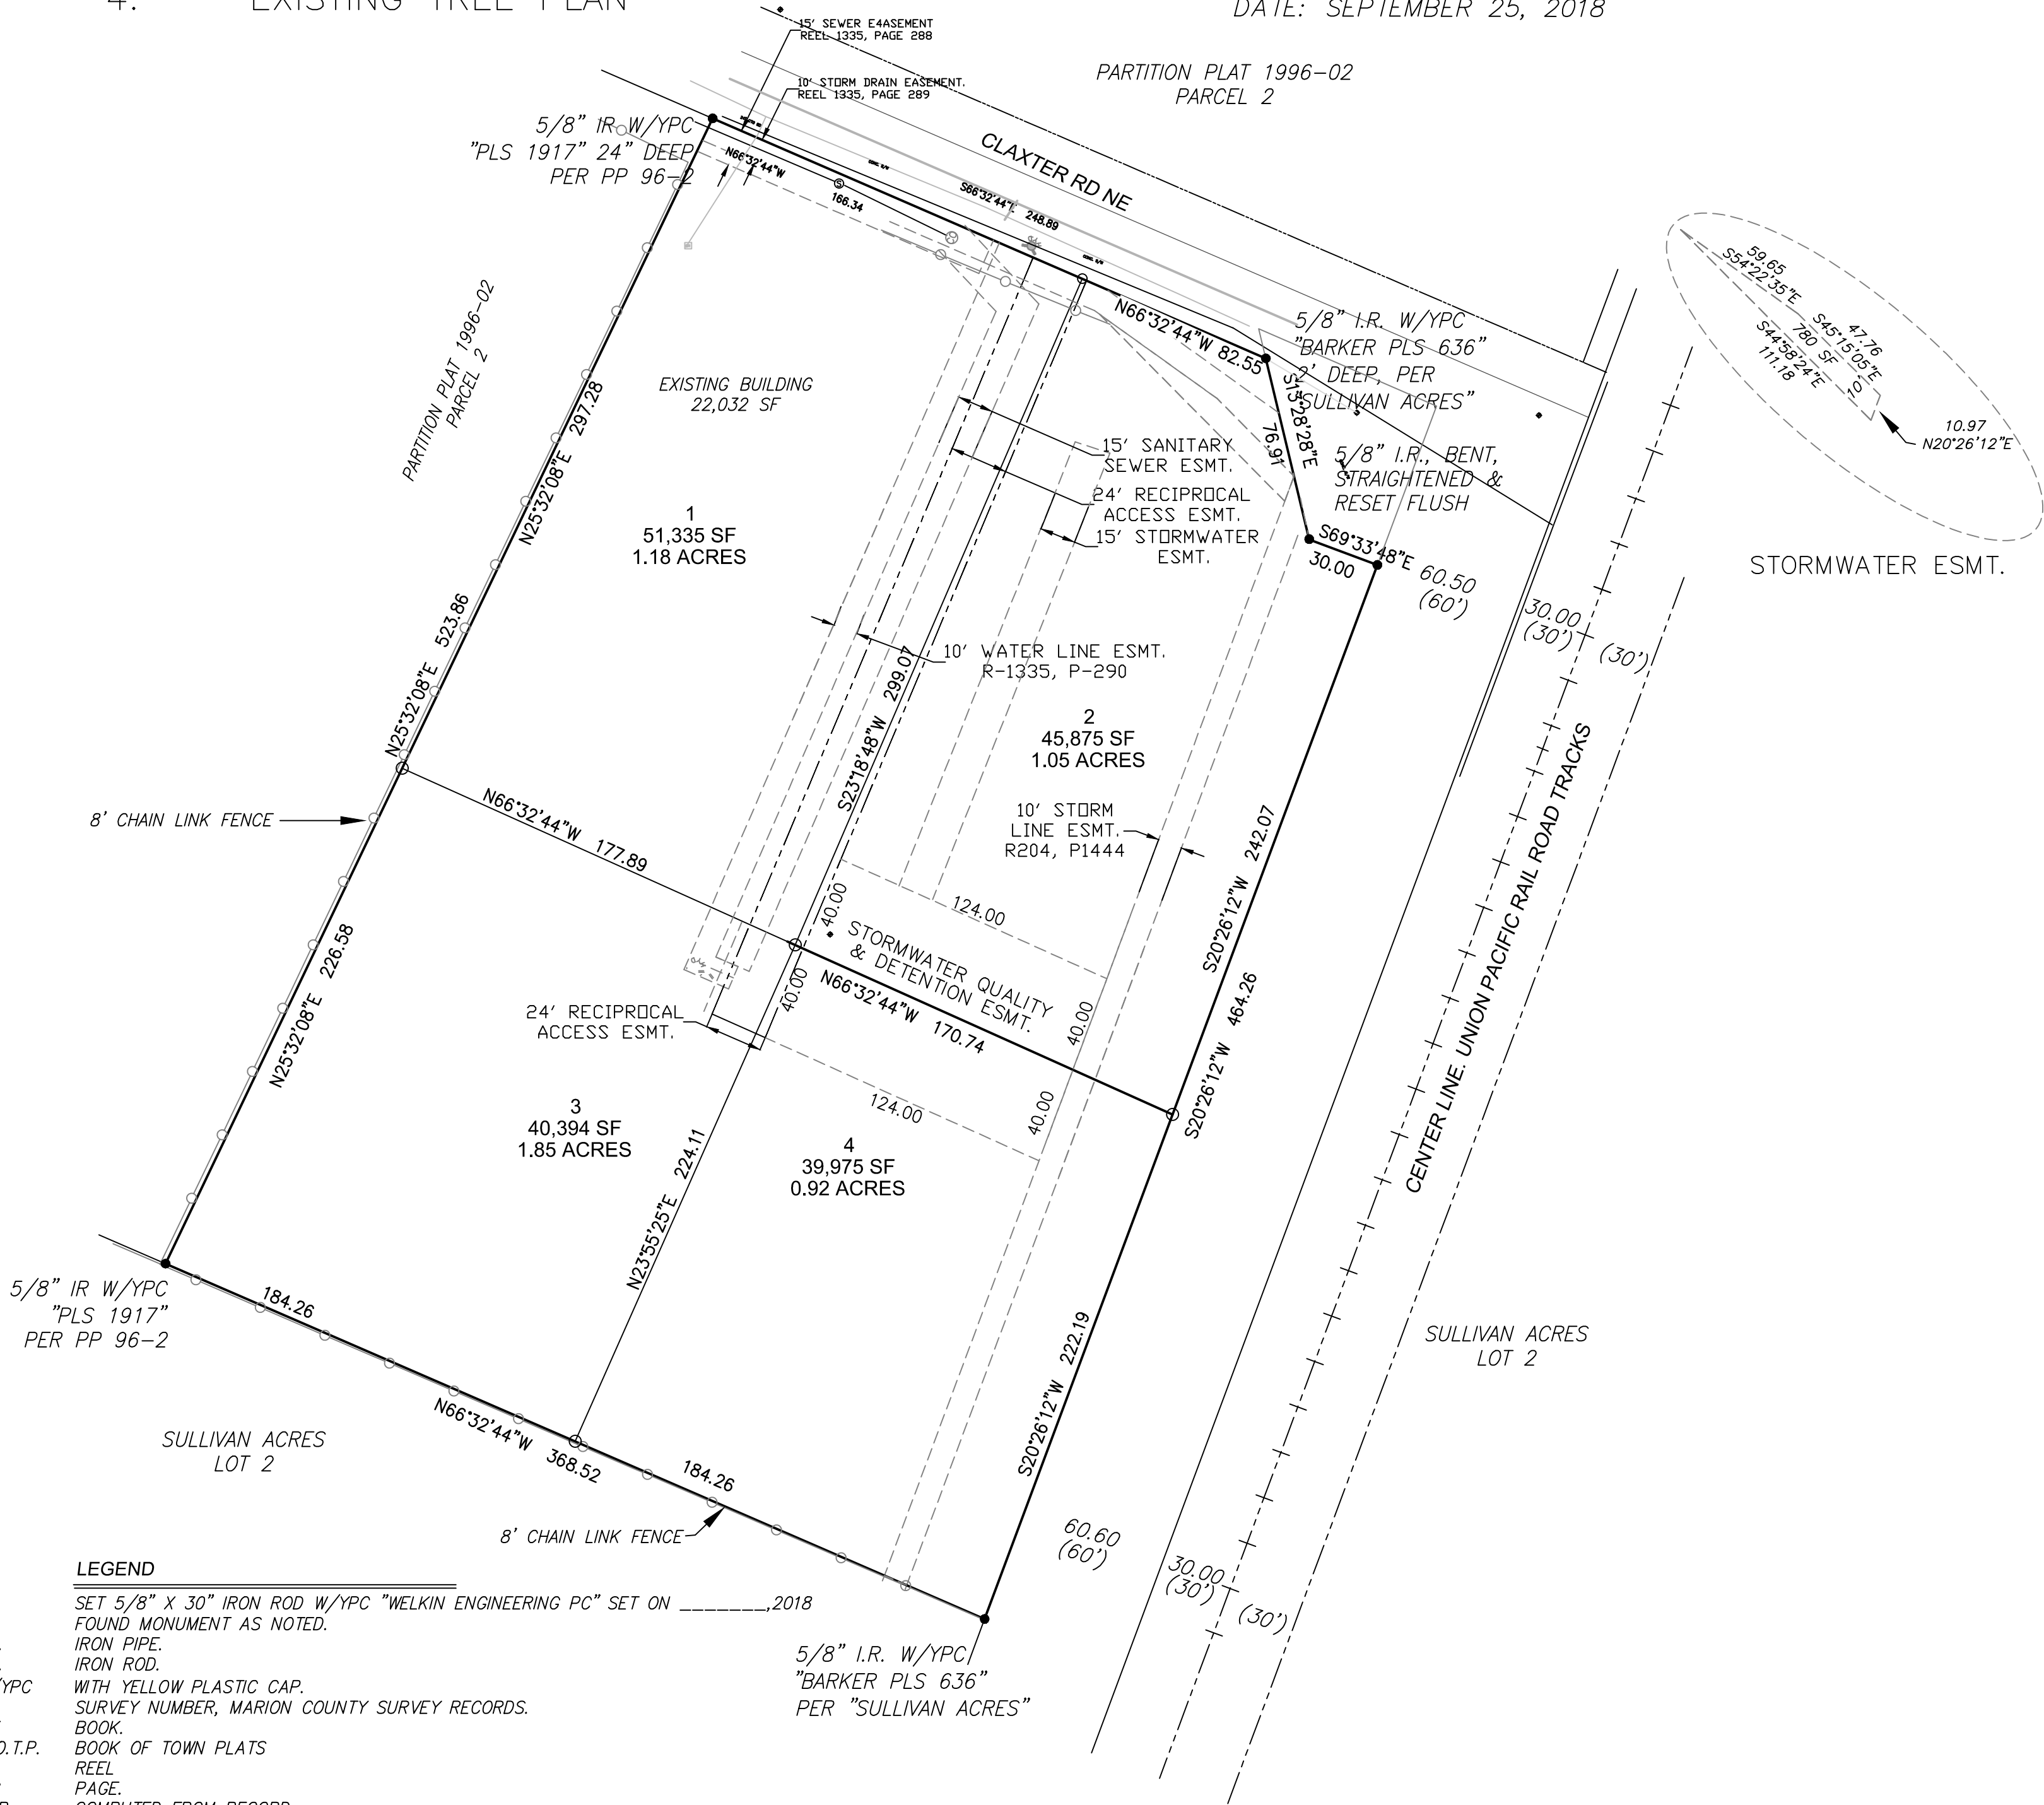 4. EXISTING TREE PLAN
DATE: SEPTEMBER 25, 2018
15' SEWER E4ASEMENT
REEL 1335, PAGE 288
10' STORM DRAIN EASEMENT.
REEL 1335, PAGE 289
PARTITION PLAT 1996-02
PARCEL 2
5/8" IR W/YPC
"PLS 1917" 24" DEEP
PER PP 96-2
CLAXTER RD NE
N66°32'44"W
166.34
248.89
N66°32'44"W 82.55
5/8" I.R. W/YPC
"BARKER PLS 636"
2' DEEP, PER
"SULLIVAN ACRES"
S13°28'28"E
76.91
5/8" I.R., BENT,
STRAIGHTENED &
RESET FLUSH
S69°33'48"E
30.00
60.50
(60')
30.00
(30')
(30')
59.65
S54°22'35"E
47.76
S45°15'05"E
780 SF
S44°58'24"E
111.18
10.97
N20°26'12"E
STORMWATER ESMT.
PARTITION PLAT 1996-02
PARCEL 2
EXISTING BUILDING
22,032 SF
N25°32'08"E 297.28
1
51,335 SF
1.18 ACRES
15' SANITARY
SEWER ESMT.
24' RECIPROCAL
ACCESS ESMT.
15' STORMWATER
ESMT.
N25°32'08"E 523.86
10' WATER LINE ESMT.
R-1335, P-290
S23°18'48"W 299.07
2
45,875 SF
1.05 ACRES
8' CHAIN LINK FENCE
N66°32'44"W 177.89
10' STORM
LINE ESMT.
R204, P1444
S20°26'12"W 242.07
CENTER LINE. UNION PACIFIC RAIL ROAD TRACKS
40.00
124.00
STORMWATER QUALITY
& DETENTION ESMT.
40.00
N66°32'44"W 170.74
40.00
S20°26'12"W 464.26
24' RECIPROCAL
ACCESS ESMT.
N25°32'08"E 226.58
124.00
40.00
3
40,394 SF
1.85 ACRES
4
39,975 SF
0.92 ACRES
N23°55'25"E 224.11
5/8" IR W/YPC
"PLS 1917"
PER PP 96-2
184.26
N66°32'44"W 368.52
184.26
S20°26'12"W 222.19
SULLIVAN ACRES
LOT 2
SULLIVAN ACRES
LOT 2
8' CHAIN LINK FENCE
60.60
(60')
30.00
(30')
(30')
5/8" I.R. W/YPC
"BARKER PLS 636"
PER "SULLIVAN ACRES"
LEGEND
SET 5/8" X 30" IRON ROD W/YPC "WELKIN ENGINEERING PC" SET ON _______,2018
FOUND MONUMENT AS NOTED.
IRON PIPE.
IRON ROD.
/YPC WITH YELLOW PLASTIC CAP.
SURVEY NUMBER, MARION COUNTY SURVEY RECORDS.
BOOK.
O.T.P. BOOK OF TOWN PLATS
REEL
PAGE.
COMPUTED FROM RECORD